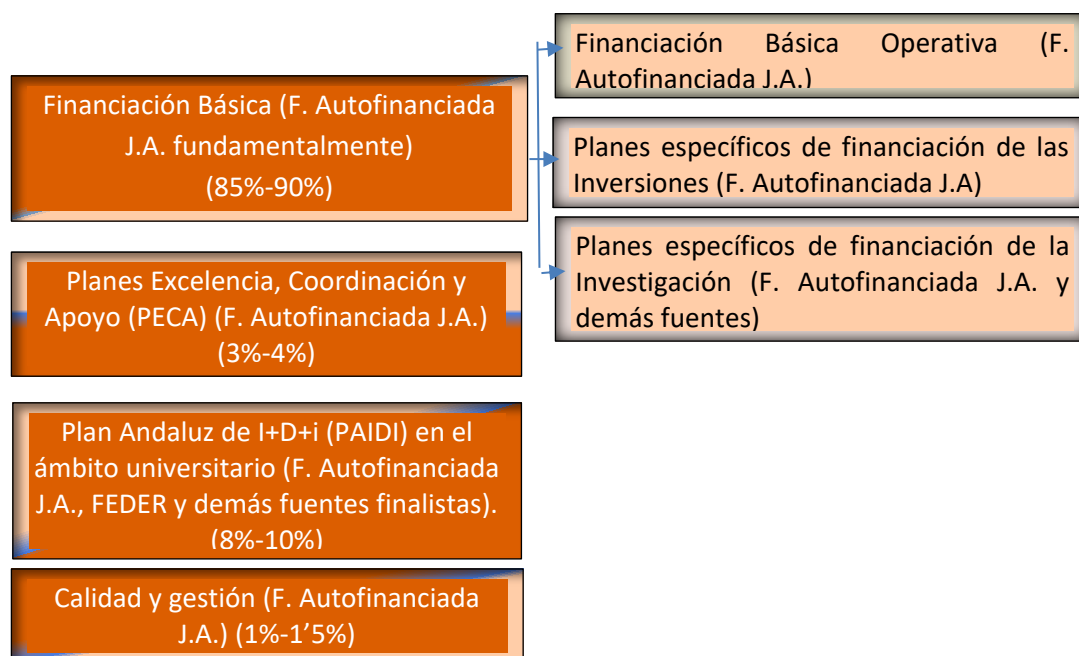 Financiación Básica (F. Autofinanciada
J.A. fundamentalmente)
(85%-90%)
Financiación Básica Operativa (F.
Autofinanciada J.A.)
Planes específicos de financiación de las
Inversiones (F. Autofinanciada J.A)
Planes específicos de financiación de la
Investigación (F. Autofinanciada J.A. y
demás fuentes)
Planes Excelencia, Coordinación y
Apoyo (PECA) (F. Autofinanciada J.A.)
(3%-4%)
Plan Andaluz de I+D+i (PAIDI) en el
ámbito universitario (F. Autofinanciada
J.A., FEDER y demás fuentes finalistas).
(8%-10%)
Calidad y gestión (F. Autofinanciada
J.A.) (1%-1’5%)